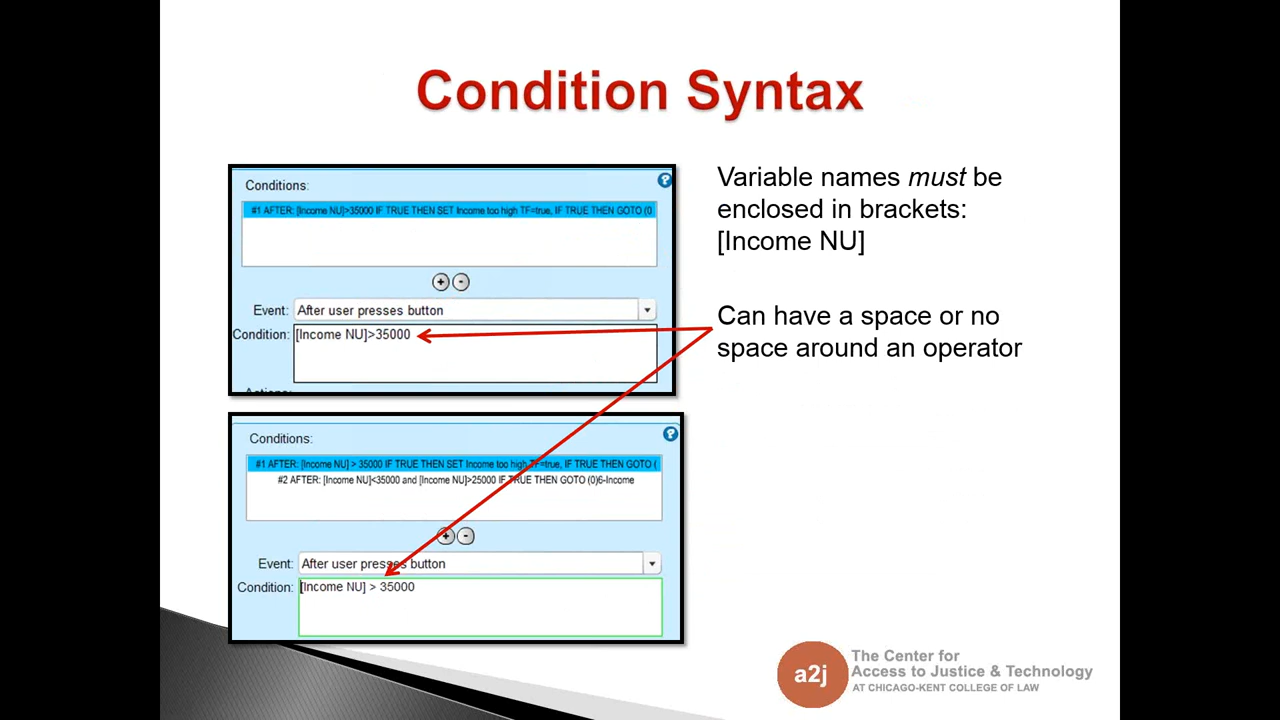 Condition Syntax
Conditions:
?
#1 AFTER: [Income NU]>35000 IF TRUE THEN SET Income too high TF=true, IF TRUE THEN GOTO (0
+ -
Event: After user presses button
Condition: [Income NU]>35000
Actions:
Conditions:
?
#1 AFTER: [Income NU] > 35000 IF TRUE THEN SET Income too high TF=true, IF TRUE THEN GOTO (
#2 AFTER: [Income NU]<35000 and [Income NU]>25000 IF TRUE THEN GOTO (0)6-Income
+ -
Event: After user presses button
Condition: [Income NU] > 35000
Variable names must be
enclosed in brackets:
[Income NU]
Can have a space or no
space around an operator
a2j
The Center for
Access to Justice & Technology
AT CHICAGO-KENT COLLEGE OF LAW